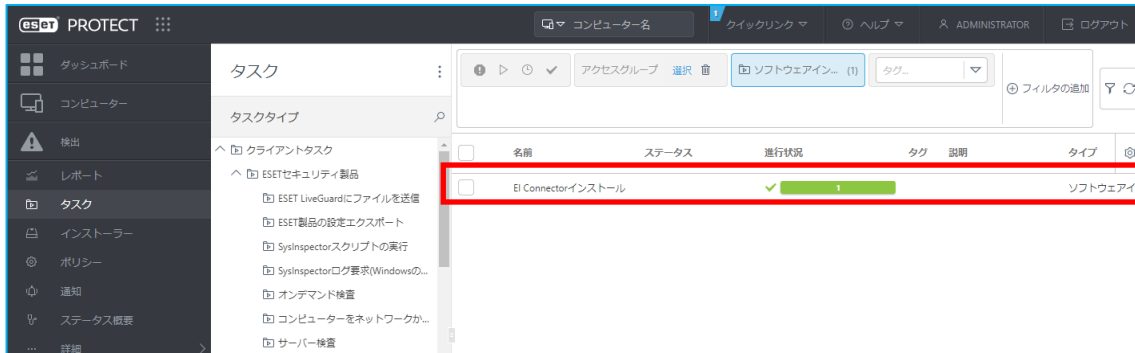 eset PROTECT
コンピューター名
1
クイックリンク
ヘルプ
ADMINISTRATOR
ログアウト
ダッシュボード
コンピューター
検出
レポート
タスク
インストーラー
ポリシー
通知
ステータス概要
詳細
タスク
タスクタイプ
クライアントタスク
ESETセキュリティ製品
ESET LiveGuardにファイルを送信
ESET製品の設定エクスポート
SysInspectorスクリプトの実行
SysInspectorログ要求(Windowsの...
オンデマンド検査
コンピューターをネットワークか...
サーバー検査
アクセスグループ 選択
ソフトウェアイン... (1)
タグ...
フィルタの追加
名前 ステータス 進行状況 タグ 説明 タイプ
EI Connectorインストール 1 ソフトウェアイ